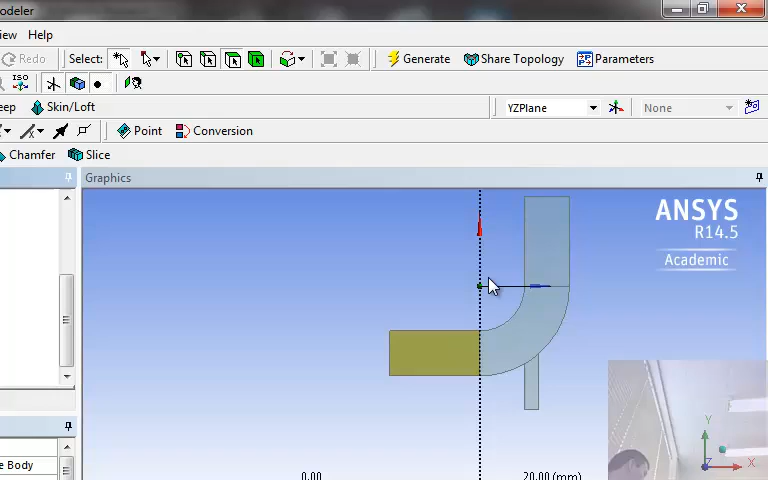 odeler
iew Help
Redo Select: Generate Share Topology Parameters
ISO
eep Skin/Loft YZPlane None
Point Conversion
Chamfer Slice
Graphics
ANSYS
R14.5
Academic
Y
Z X
e Body
0.00 20.00 (mm)